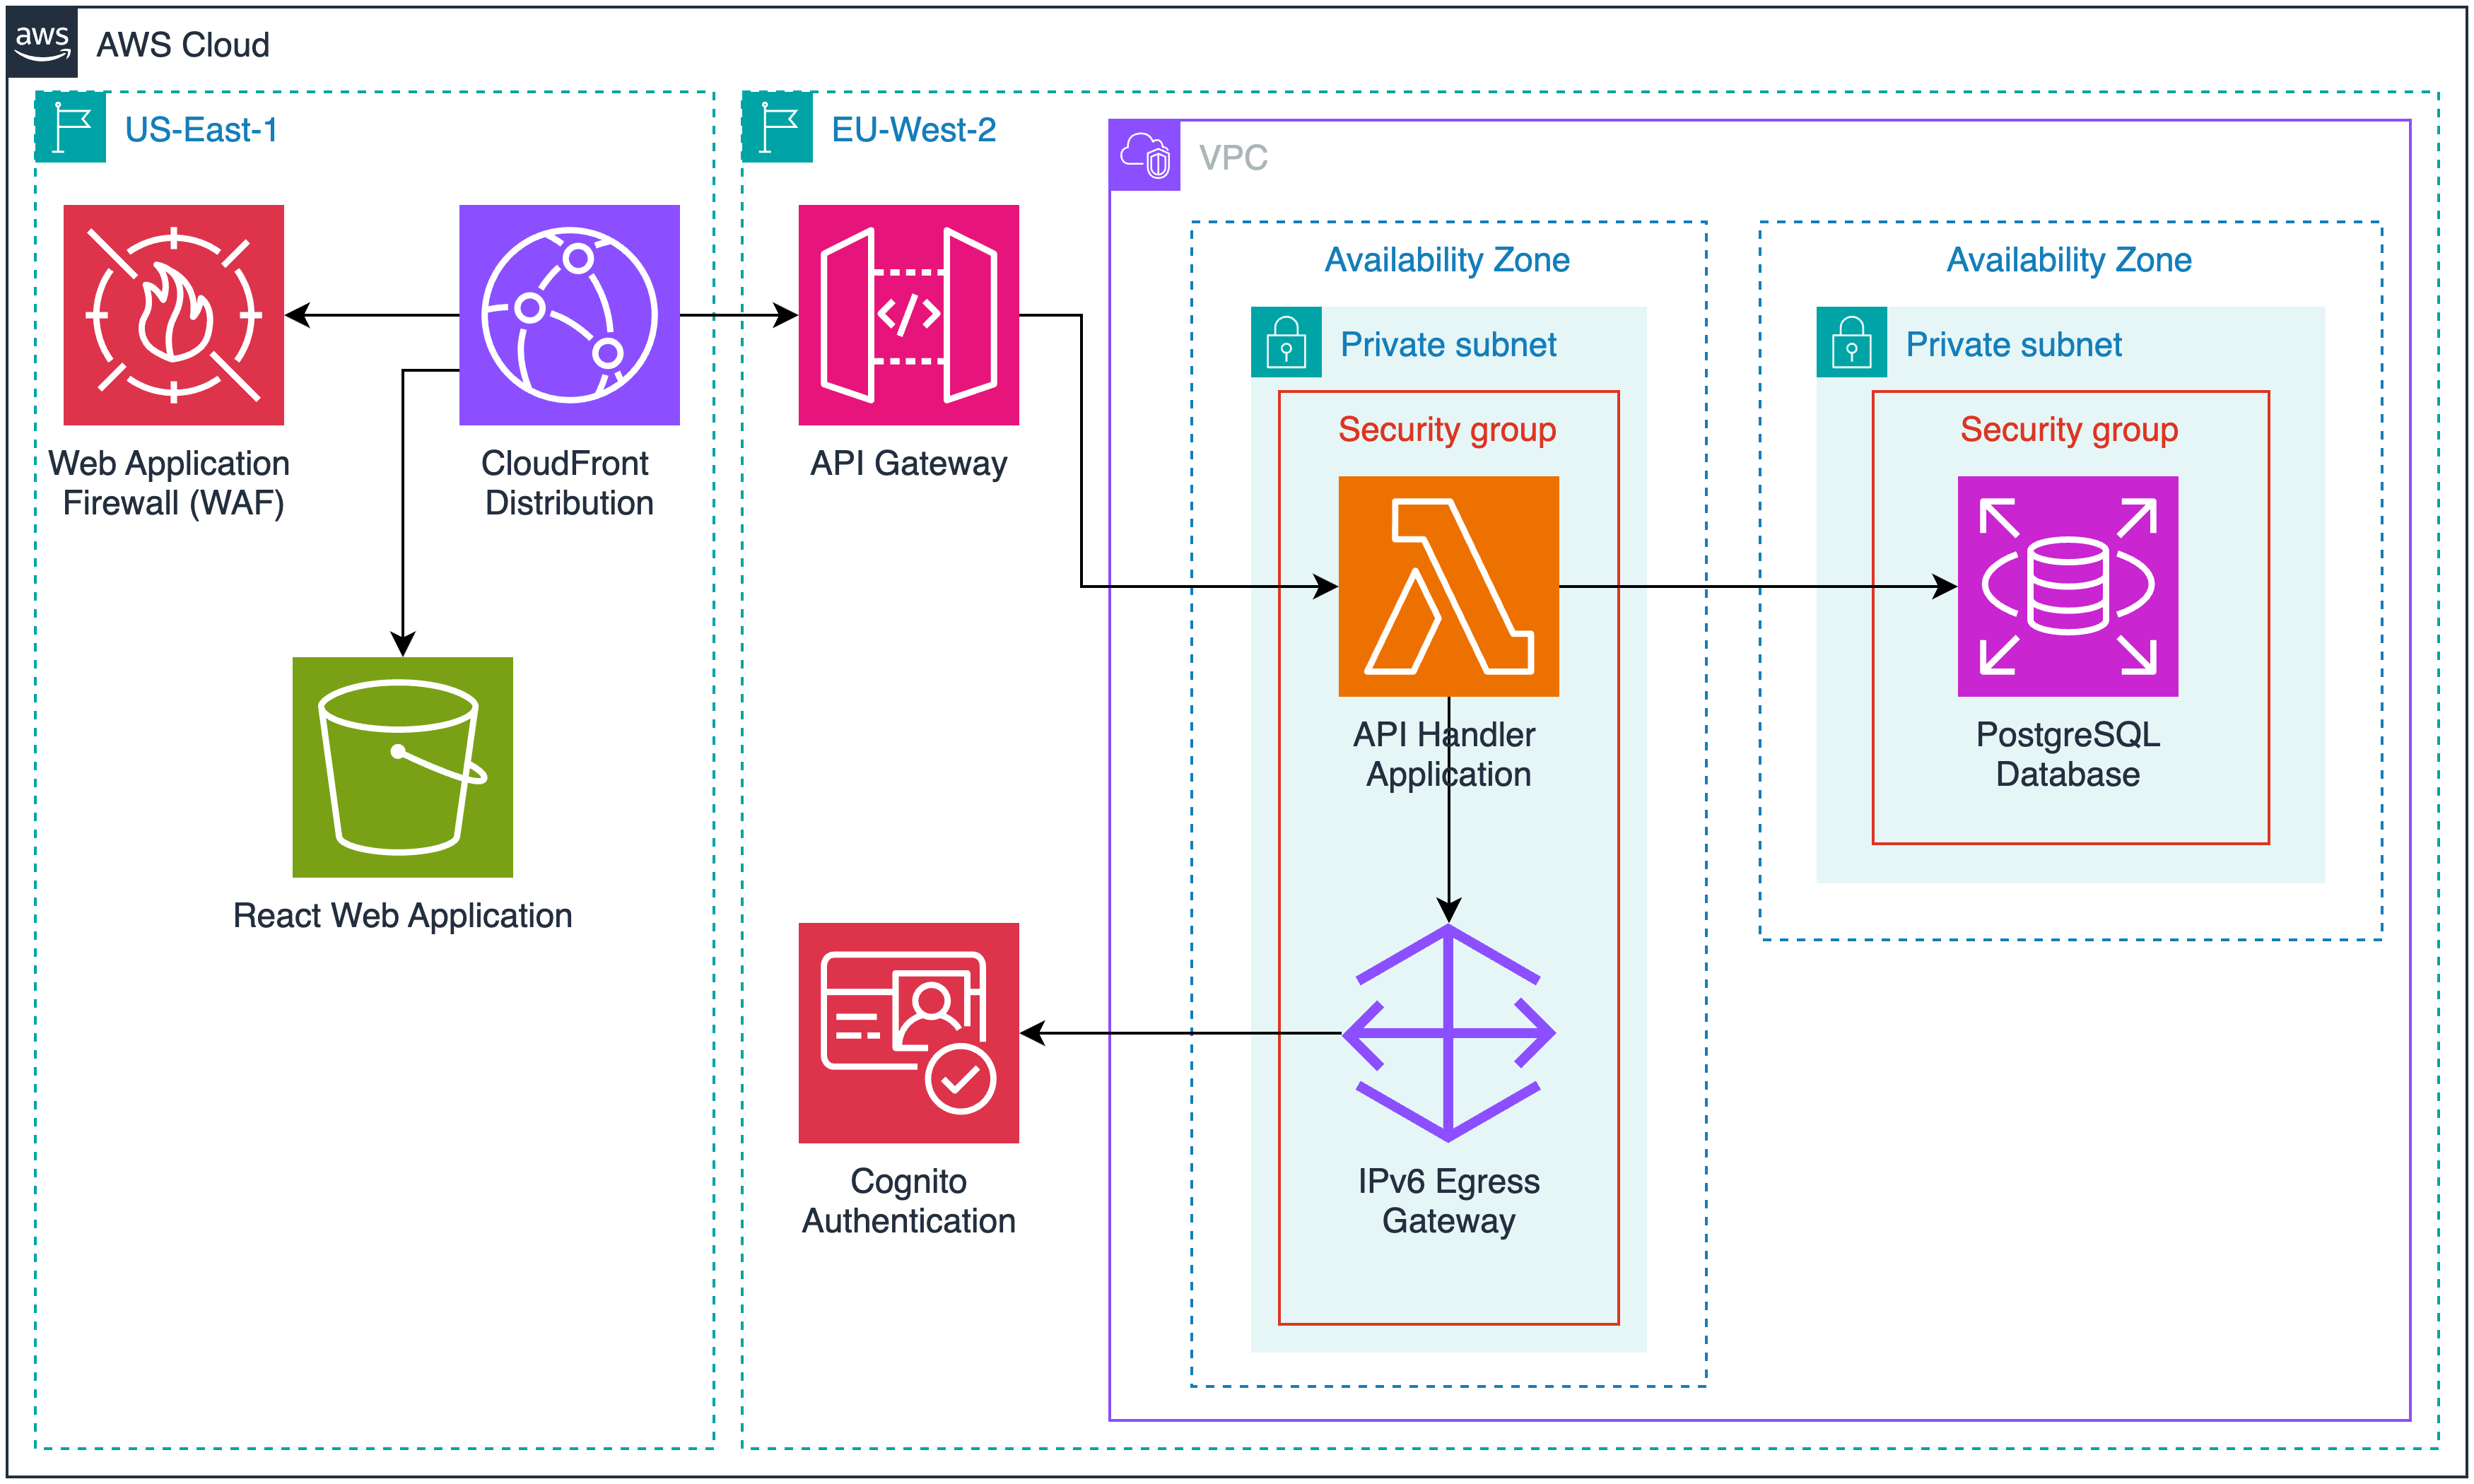 aws
AWS Cloud
US-East-1
EU-West-2
VPC
Availability Zone
Availability Zone
Private subnet
Private subnet
Security group
Security group
Web Application
Firewall (WAF)
CloudFront
Distribution
API Gateway
API Handler
Application
PostgreSQL
Database
React Web Application
Cognito
Authentication
IPv6 Egress
Gateway